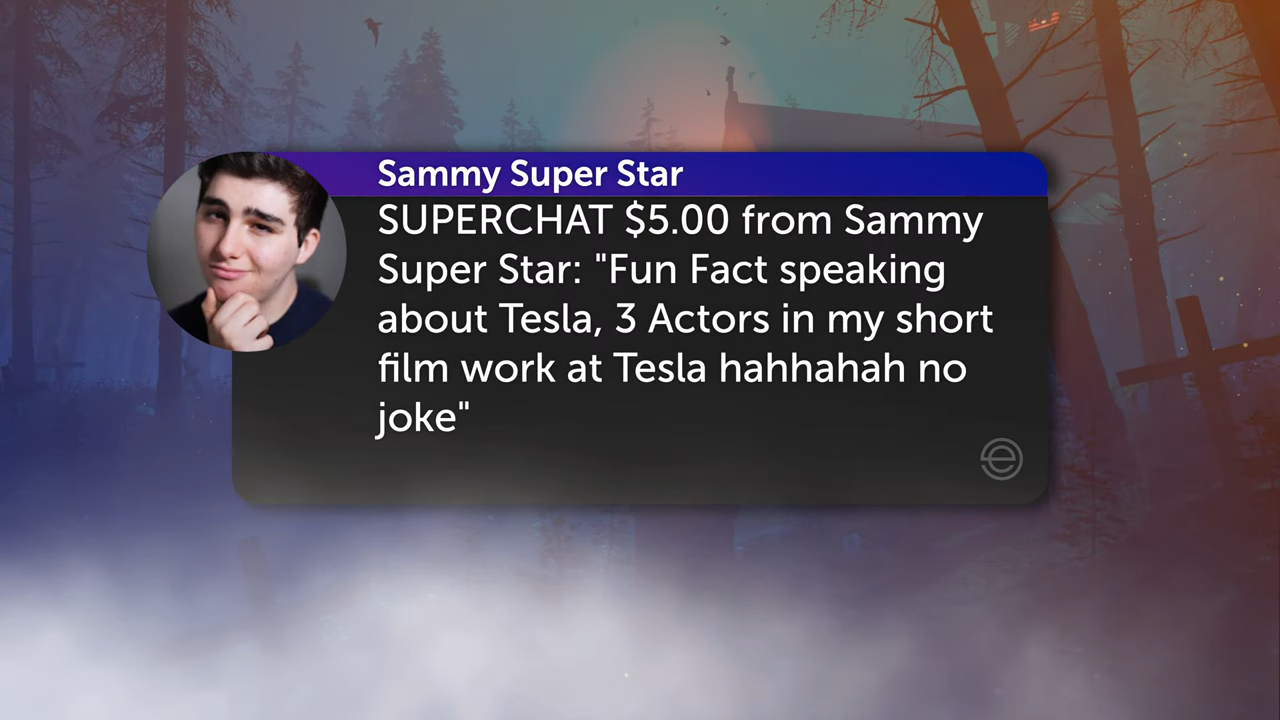 Sammy Super Star
SUPERCHAT $5.00 from Sammy
Super Star: "Fun Fact speaking
about Tesla, 3 Actors in my short
film work at Tesla hahhahah no
joke"